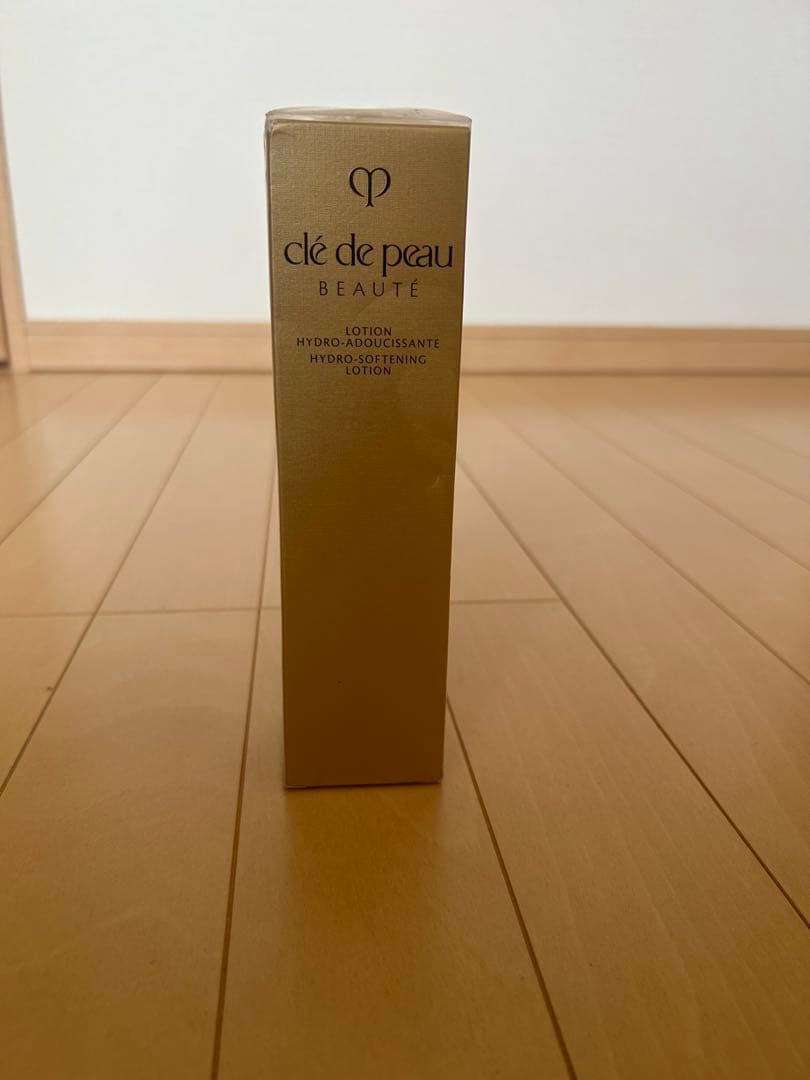 clé de peau
BEAUTÉ
LOTION
HYDRO-ADOUCISSANTE
HYDRO-SOFTENING
LOTION